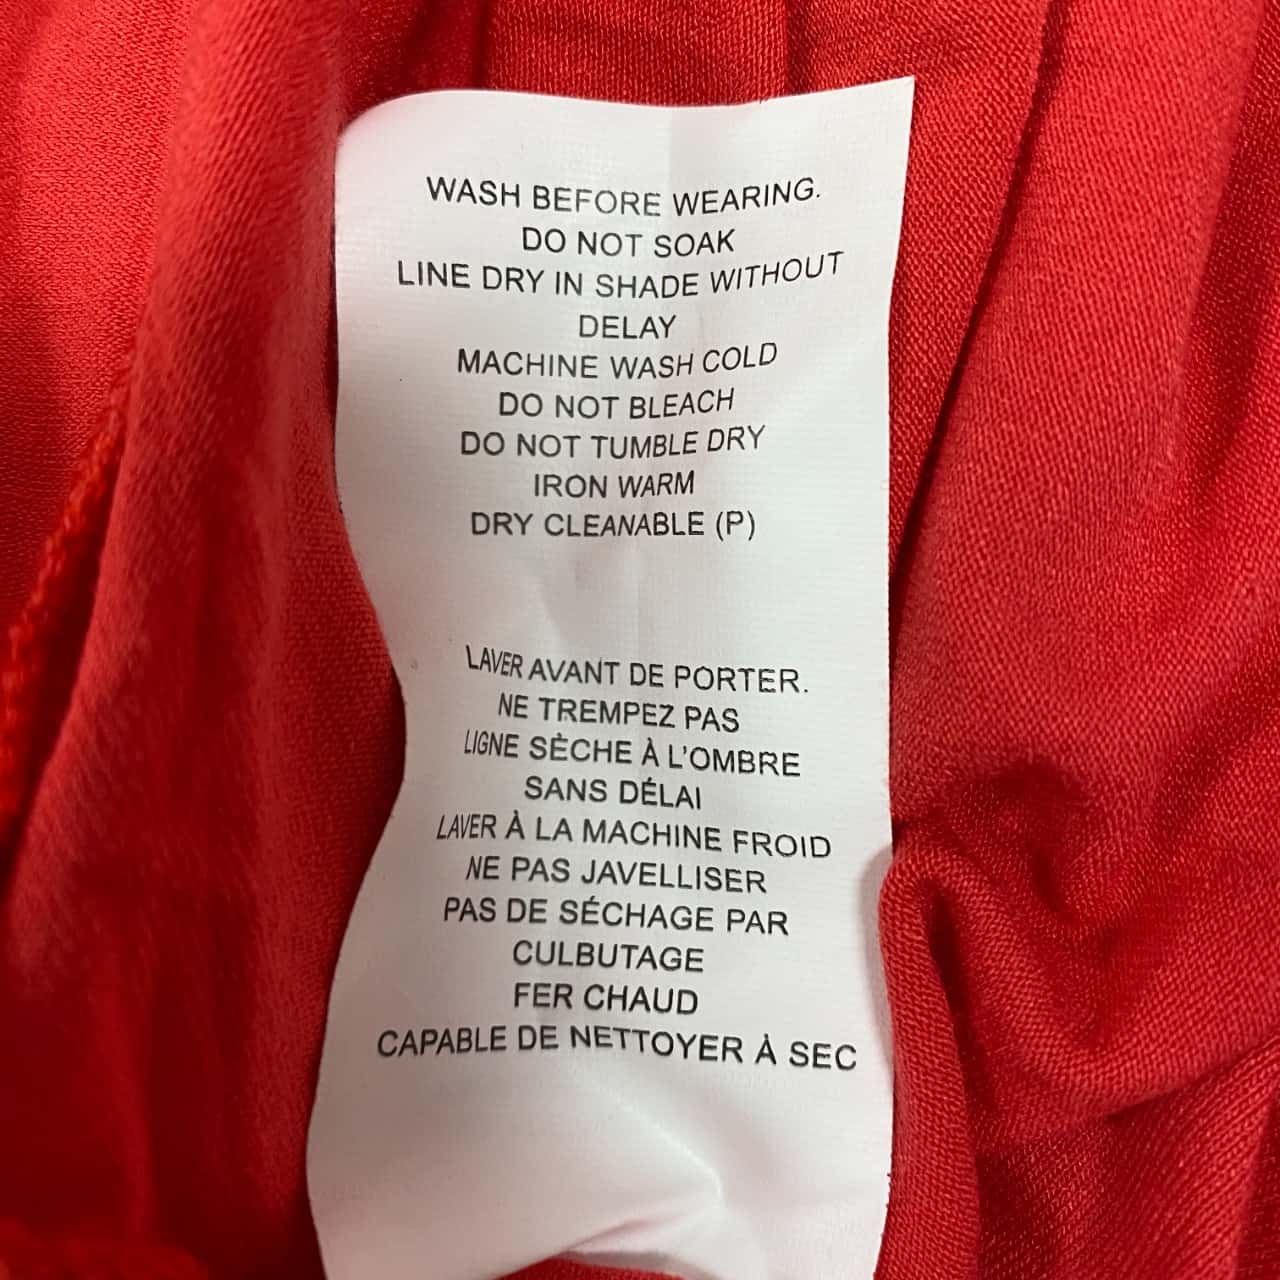 WASH BEFORE WEARING.
DO NOT SOAK
LINE DRY IN SHADE WITHOUT
DELAY
MACHINE WASH COLD
DO NOT BLEACH
DO NOT TUMBLE DRY
IRON WARM
DRY CLEANABLE (P)
LAVER AVANT DE PORTER.
NE TREMPEZ PAS
LIGNE SÈCHE À L'OMBRE
SANS DÉLAI
LAVER À LA MACHINE FROID
NE PAS JAVELLISER
PAS DE SÉCHAGE PAR
CULBUTAGE
FER CHAUD
CAPABLE DE NETTOYER À SEC